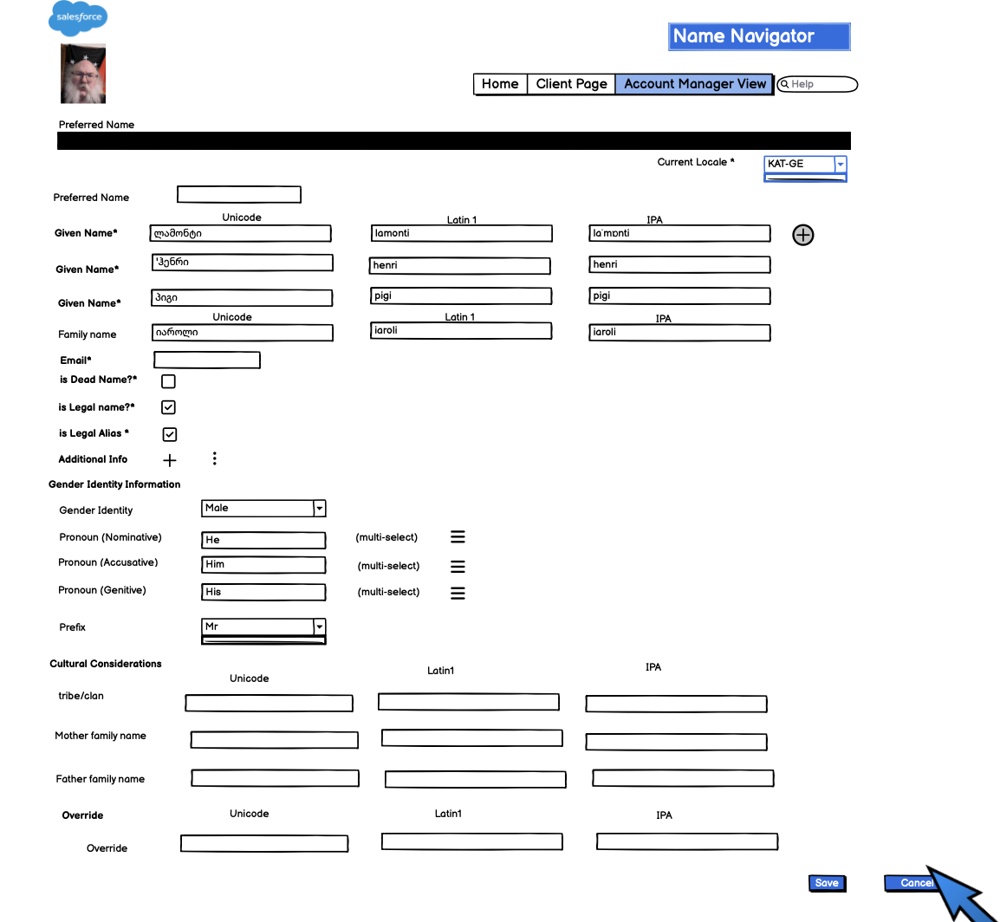 salesforce
Name Navigator
Home Client Page Account Manager View Help
Preferred Name
Current Locale * KAT-GE
Preferred Name
Unicode Latin 1 IPA
Given Name* ლამონტი lamonti la'mɒnti
Given Name* 'ჰენრი henri henri
Given Name* პიგი pigi pigi
Unicode Latin 1 IPA
Family name იაროლი iaroli iaroli
Email*
is Dead Name?*
is Legal name?*
is Legal Alias *
Additional Info
Gender Identity Information
Gender Identity Male
Pronoun (Nominative) He (multi-select)
Pronoun (Accusative) Him (multi-select)
Pronoun (Genitive) His (multi-select)
Prefix Mr
Cultural Considerations
Unicode Latin1 IPA
tribe/clan
Mother family name
Father family name
Override Unicode Latin1 IPA
Override
Save Cancel